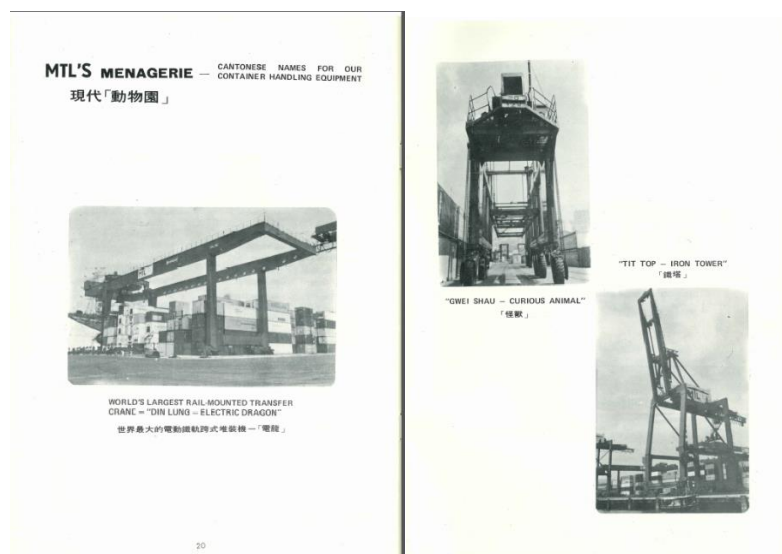 MTL'S MENAGERIE —
CANTONESE NAMES FOR OUR
CONTAINER HANDLING EQUIPMENT
現代「動物園」
WORLD'S LARGEST RAIL-MOUNTED TRANSFER
CRANE = "DIN LUNG – ELECTRIC DRAGON"
世界最大的電動鐵軌跨式堆裝機一「電龍」
20
"GWEI SHAU – CURIOUS ANIMAL"
「怪獸」
"TIT TOP – IRON TOWER"
「鐵塔」